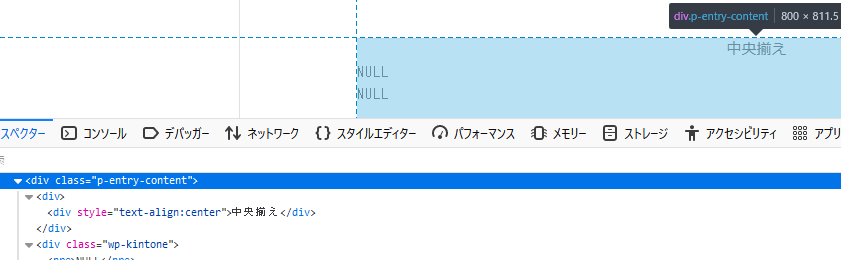 div.p-entry-content 800 × 811.5
中央揃え
NULL
NULL
スペクター コンソール デバッガー ネットワーク スタイルエディター パフォーマンス メモリー ストレージ アクセシビリティ アプリ
<div class="p-entry-content">
<div>
<div style="text-align:center">中央揃え</div>
</div>
<div class="wp-kintone">
<pre>NULL</pre>